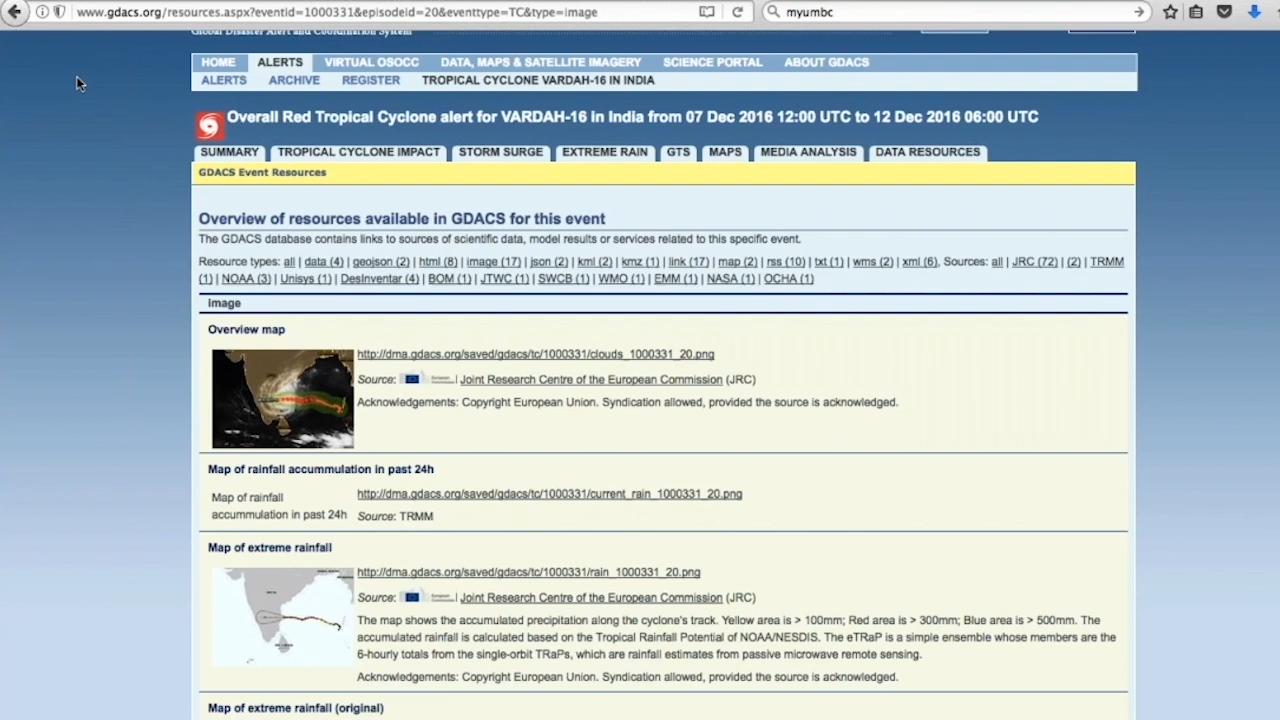 www.gdacs.org/resources.aspx?eventid=1000331&episodeid=20&eventtype=TC&type=image
myumbc
Global Disaster Alert and Coordination System
HOME ALERTS VIRTUAL OSOCC DATA, MAPS & SATELLITE IMAGERY SCIENCE PORTAL ABOUT GDACS
ALERTS ARCHIVE REGISTER TROPICAL CYCLONE VARDAH-16 IN INDIA
Overall Red Tropical Cyclone alert for VARDAH-16 in India from 07 Dec 2016 12:00 UTC to 12 Dec 2016 06:00 UTC
SUMMARY TROPICAL CYCLONE IMPACT STORM SURGE EXTREME RAIN GTS MAPS MEDIA ANALYSIS DATA RESOURCES
GDACS Event Resources
Overview of resources available in GDACS for this event
The GDACS database contains links to sources of scientific data, model results or services related to this specific event.
Resource types: all | data (4) | geojson (2) | html (8) | image (17) | json (2) | kml (2) | kmz (1) | link (17) | map (2) | rss (10) | txt (1) | wms (2) | xml (6), Sources: all | JRC (72) | (2) | TRMM
(1) | NOAA (3) | Unisys (1) | DesInventar (4) | BOM (1) | JTWC (1) | SWCB (1) | WMO (1) | EMM (1) | NASA (1) | OCHA (1)
Image
Overview map
http://dma.gdacs.org/saved/gdacs/tc/1000331/clouds_1000331_20.png
Source: | Joint Research Centre of the European Commission (JRC)
Acknowledgements: Copyright European Union. Syndication allowed, provided the source is acknowledged.
Map of rainfall accummulation in past 24h
Map of rainfall
accummulation in past 24h
http://dma.gdacs.org/saved/gdacs/tc/1000331/current_rain_1000331_20.png
Source: TRMM
Map of extreme rainfall
http://dma.gdacs.org/saved/gdacs/tc/1000331/rain_1000331_20.png
Source: | Joint Research Centre of the European Commission (JRC)
The map shows the accumulated precipitation along the cyclone's track. Yellow area is > 100mm; Red area is > 300mm; Blue area is > 500mm. The
accumulated rainfall is calculated based on the Tropical Rainfall Potential of NOAA/NESDIS. The eTRaP is a simple ensemble whose members are the
6-hourly totals from the single-orbit TRaPs, which are rainfall estimates from passive microwave remote sensing.
Acknowledgements: Copyright European Union. Syndication allowed, provided the source is acknowledged.
Map of extreme rainfall (original)